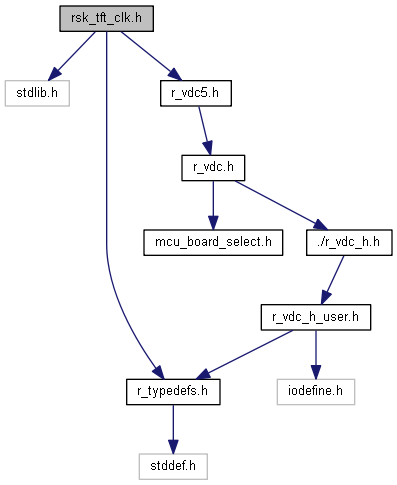 rsk_tft_clk.h
stdlib.h
r_vdc5.h
r_vdc.h
mcu_board_select.h
./r_vdc_h.h
r_vdc_h_user.h
r_typedefs.h
iodefine.h
stddef.h